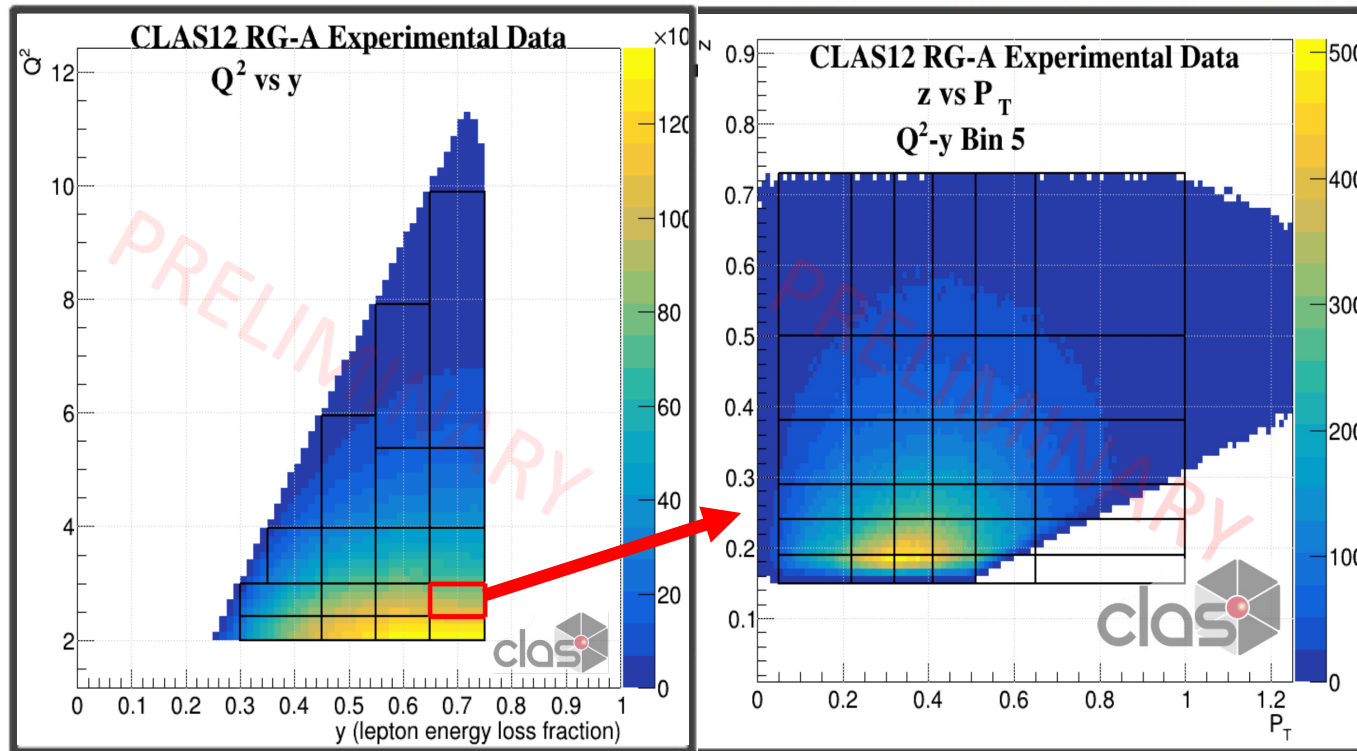 CLAS12 RG-A Experimental Data
Q² vs y
×10
Q²
12
10
8
6
4
2
0 0.1 0.2 0.3 0.4 0.5 0.6 0.7 0.8 0.9 1
y (lepton energy loss fraction)
120
100
80
60
40
20
0
PRELIMINARY
clas
CLAS12 RG-A Experimental Data
z vs P_T
Q²-y Bin 5
z
0.9
0.8
0.7
0.6
0.5
0.4
0.3
0.2
0.1
0 0.2 0.4 0.6 0.8 1 1.2
P_T
500
400
300
200
100
0
PRELIMINARY
clas